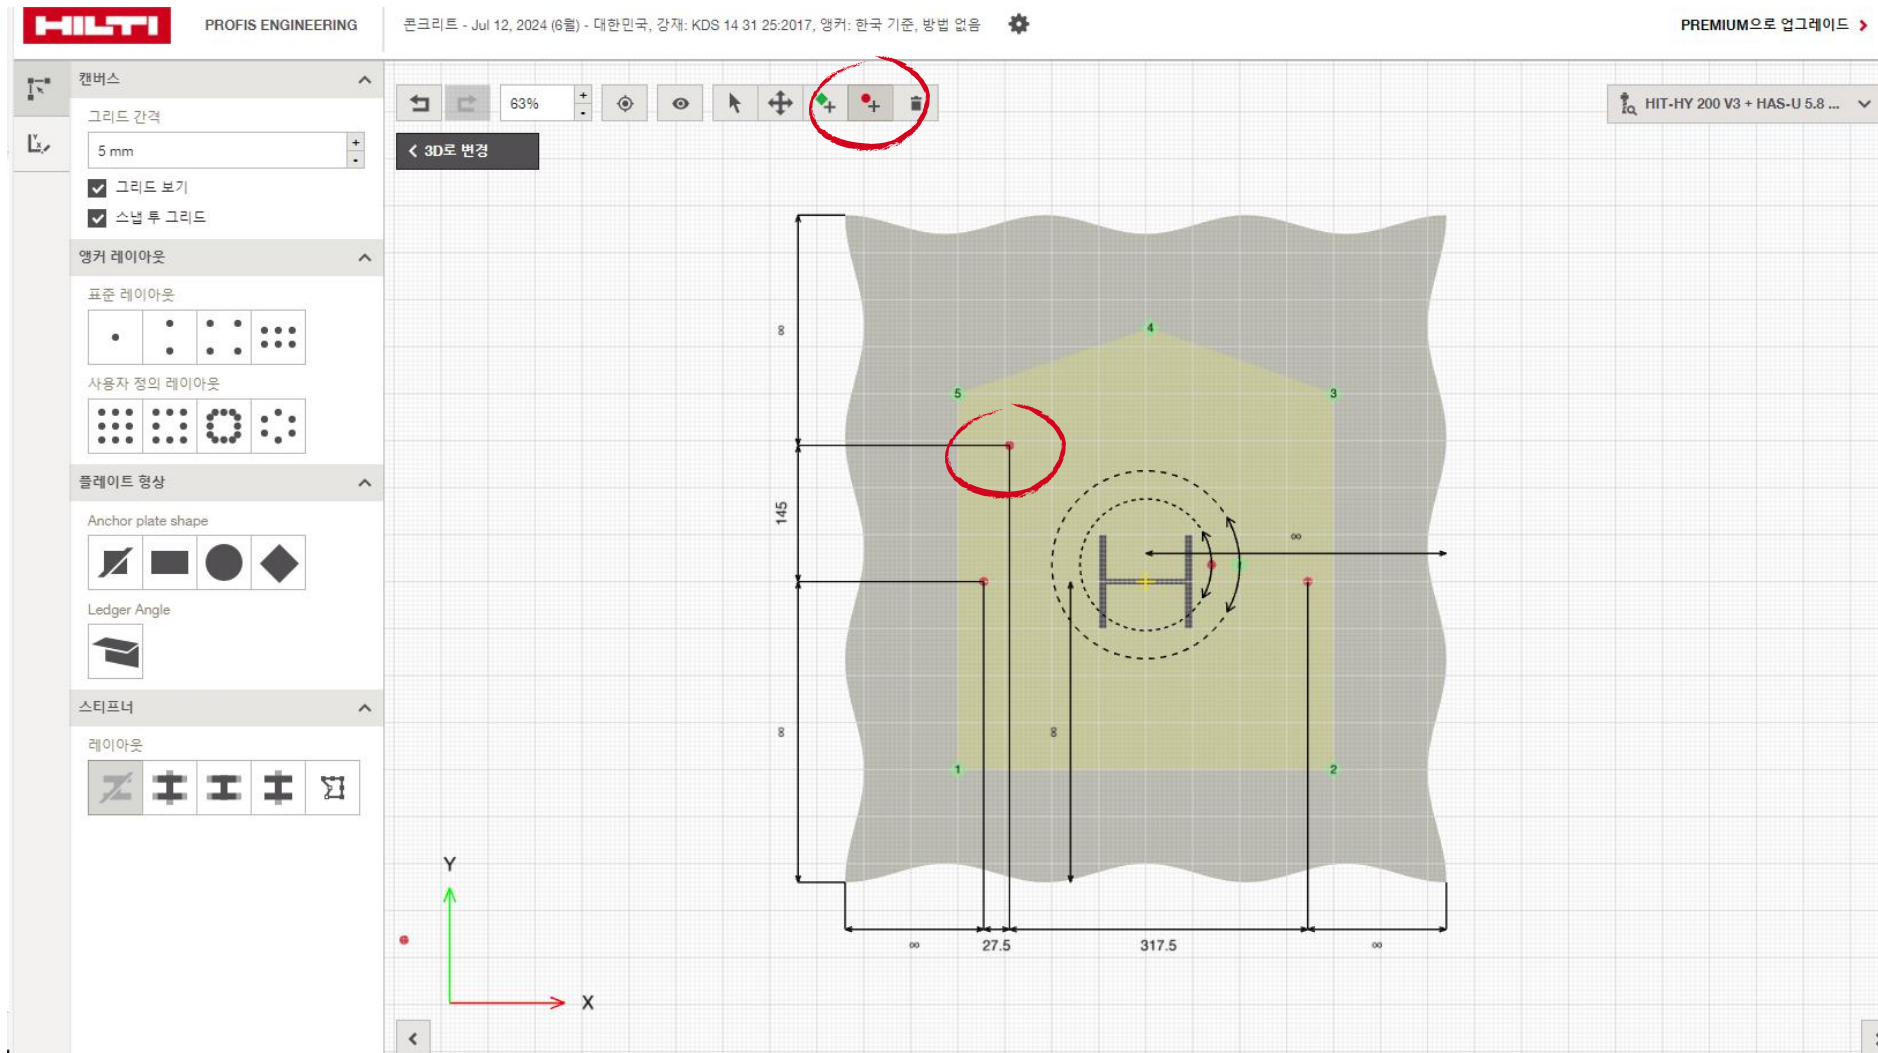 HILTI
PROFIS ENGINEERING
콘크리트 - Jul 12, 2024 (6월) - 대한민국, 강재: KDS 14 31 25:2017, 앵커: 한국 기준, 방법 없음
PREMIUM으로 업그레이드
캔버스
그리드 간격
5 mm
+
-
그리드 보기
스냅 투 그리드
앵커 레이아웃
표준 레이아웃
사용자 정의 레이아웃
플레이트 형상
Anchor plate shape
Ledger Angle
스티프너
레이아웃
63%
+
-
HIT-HY 200 V3 + HAS-U 5.8 ...
3D로 변경
4
5
3
∞
145
∞
∞
∞
1
2
∞
27.5
317.5
∞
Y
X